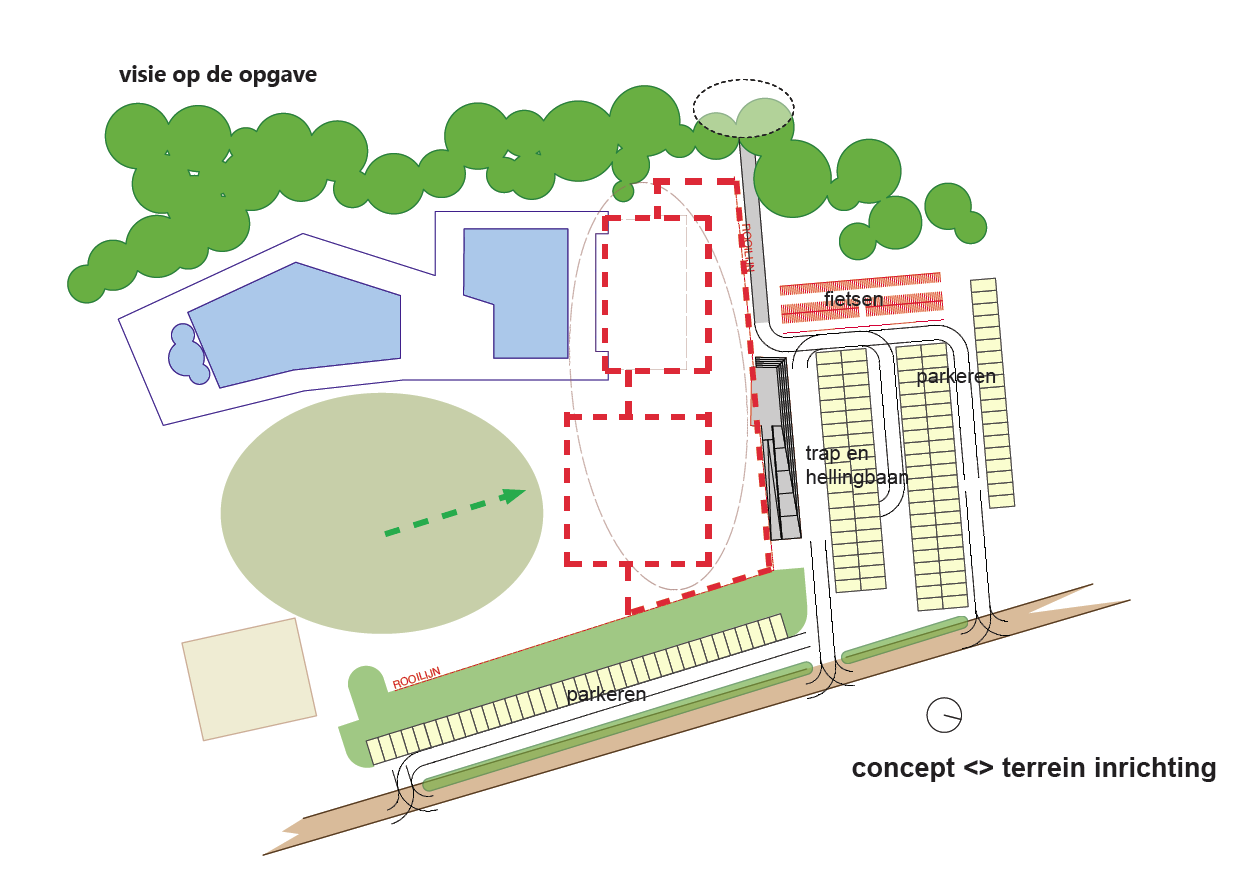 visie op de opgave
ROOILIJN
fietsen
parkeren
trap en
hellingbaan
ROOILIJN
parkeren
concept <> terrein inrichting